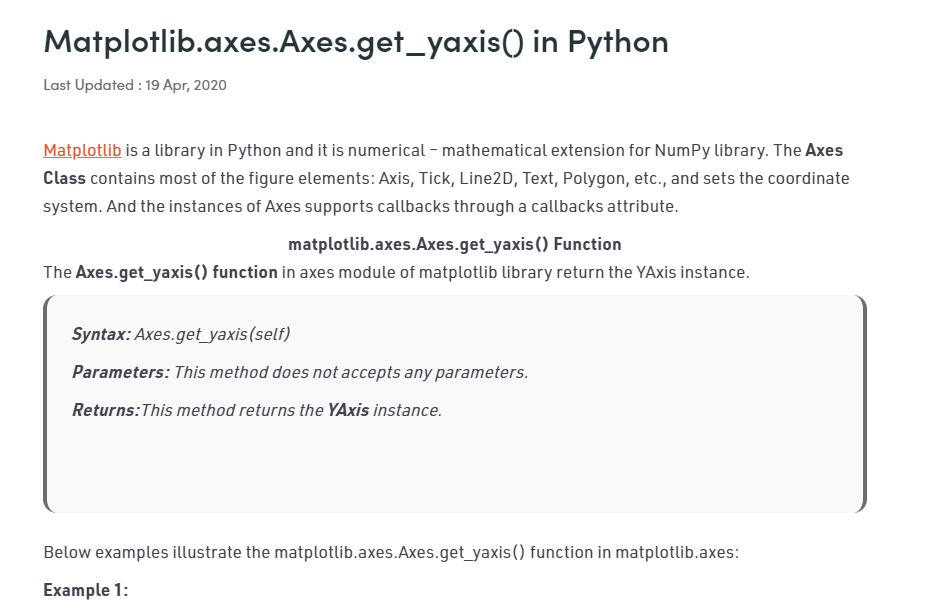 Matplotlib.axes.Axes.get_yaxis() in Python
Last Updated : 19 Apr, 2020
Matplotlib is a library in Python and it is numerical – mathematical extension for NumPy library. The Axes
Class contains most of the figure elements: Axis, Tick, Line2D, Text, Polygon, etc., and sets the coordinate
system. And the instances of Axes supports callbacks through a callbacks attribute.
matplotlib.axes.Axes.get_yaxis() Function
The Axes.get_yaxis() function in axes module of matplotlib library return the YAxis instance.
Syntax: Axes.get_yaxis(self)
Parameters: This method does not accepts any parameters.
Returns:This method returns the YAxis instance.
Below examples illustrate the matplotlib.axes.Axes.get_yaxis() function in matplotlib.axes:
Example 1: